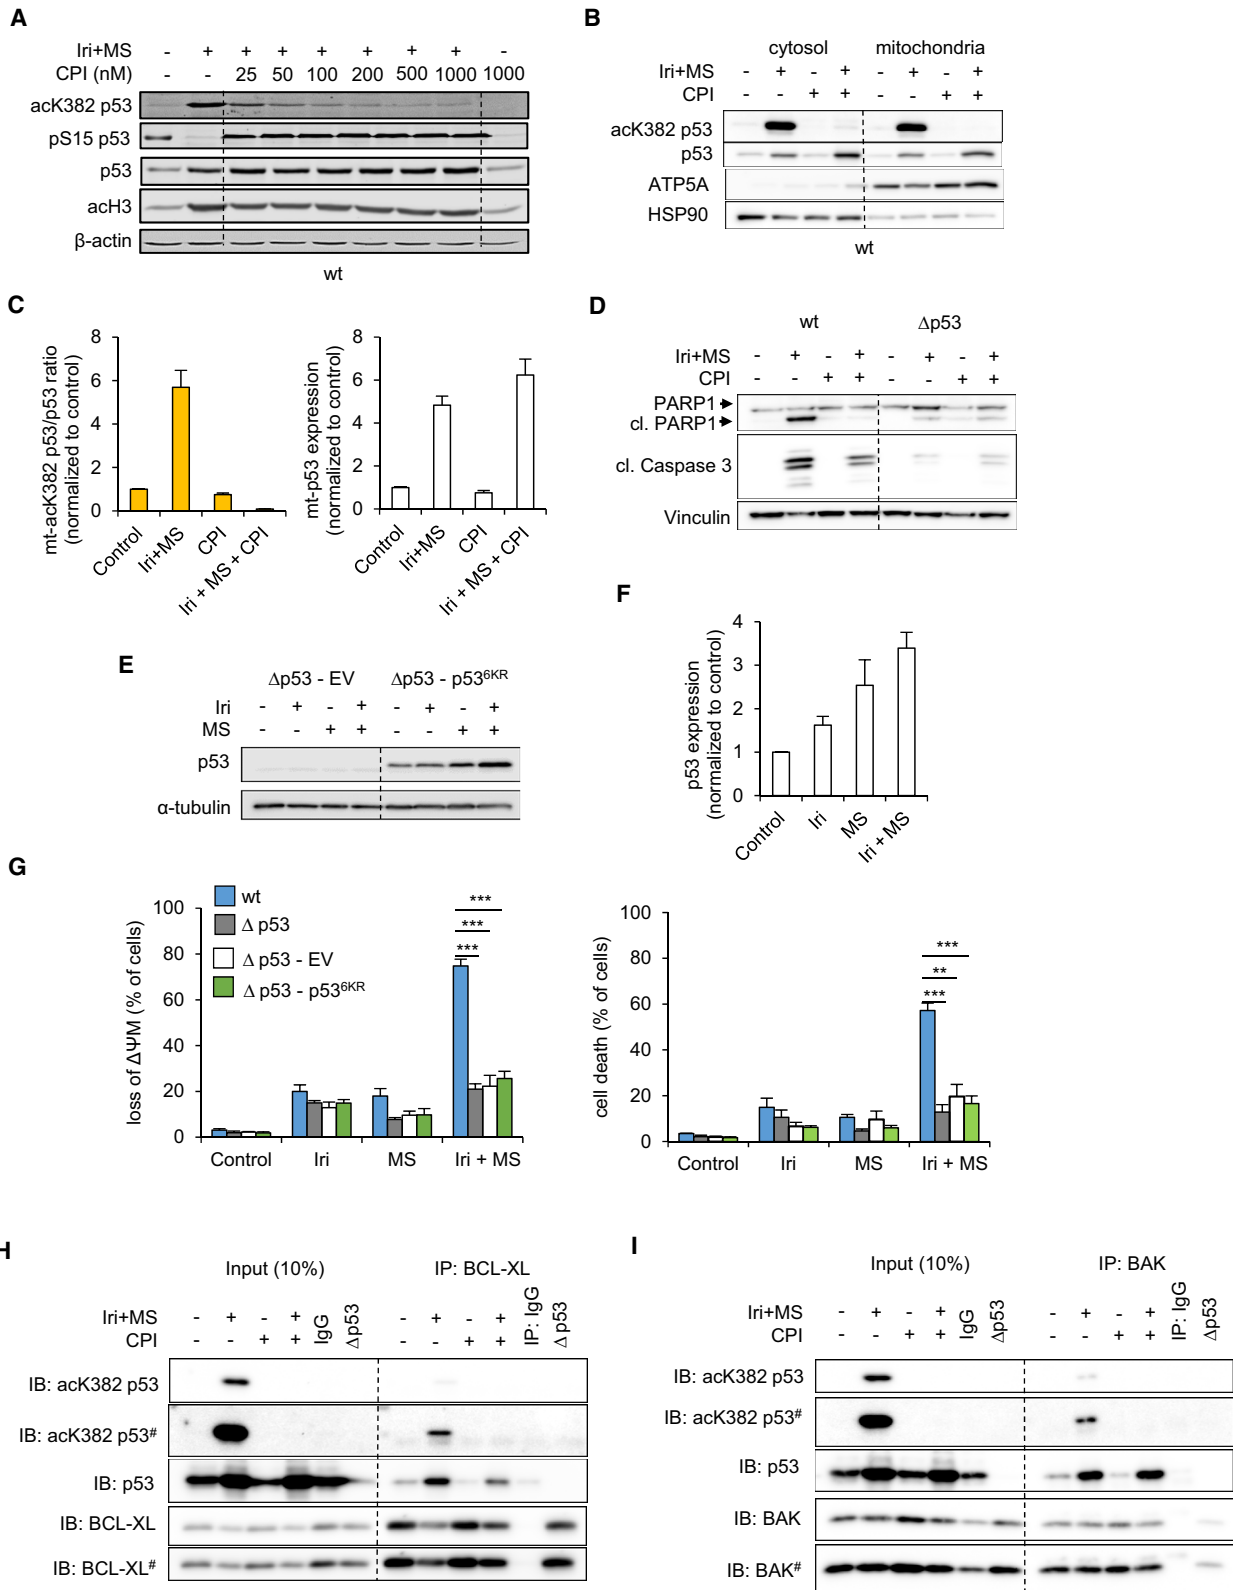 A
Iri+MS - + + + + + + + -
CPI (nM) - - 25 50 100 200 500 1000 1000
acK382 p53
pS15 p53
p53
acH3
β-actin
wt
B
cytosol mitochondria
Iri+MS - + - + - + - +
CPI - - + + - - + +
acK382 p53
p53
ATP5A
HSP90
wt
C
mt-acK382 p53/p53 ratio
(normalized to control)
8
6
4
2
0
Control
Iri+MS
CPI
Iri + MS + CPI
mt-p53 expression
(normalized to control)
8
6
4
2
0
Control
Iri+MS
CPI
Iri + MS + CPI
D
wt Δp53
Iri+MS - + - + - + - +
CPI - - + + - - + +
PARP1
cl. PARP1
cl. Caspase 3
Vinculin
E
Δp53 - EV Δp53 - p53⁶ᴷᴿ
Iri - + - + - + - +
MS - - + + - - + +
p53
α-tubulin
F
p53 expression
(normalized to control)
4
3
2
1
0
Control
Iri
MS
Iri + MS
G
wt
Δ p53
Δ p53 - EV
Δ p53 - p53⁶ᴷᴿ
loss of ΔΨM (% of cells)
100
80
60
40
20
0
***
***
***
Control Iri MS Iri + MS
cell death (% of cells)
100
80
60
40
20
0
***
**
***
Control Iri MS Iri + MS
H
Input (10%) IP: BCL-XL
Iri+MS - + - + IgG Δp53 - + - + IP: IgG Δp53
CPI - - + + - - + +
IB: acK382 p53
IB: acK382 p53#
IB: p53
IB: BCL-XL
IB: BCL-XL#
I
Input (10%) IP: BAK
Iri+MS - + - + IgG Δp53 - + - + IP: IgG Δp53
CPI - - + + - - + +
IB: acK382 p53
IB: acK382 p53#
IB: p53
IB: BAK
IB: BAK#